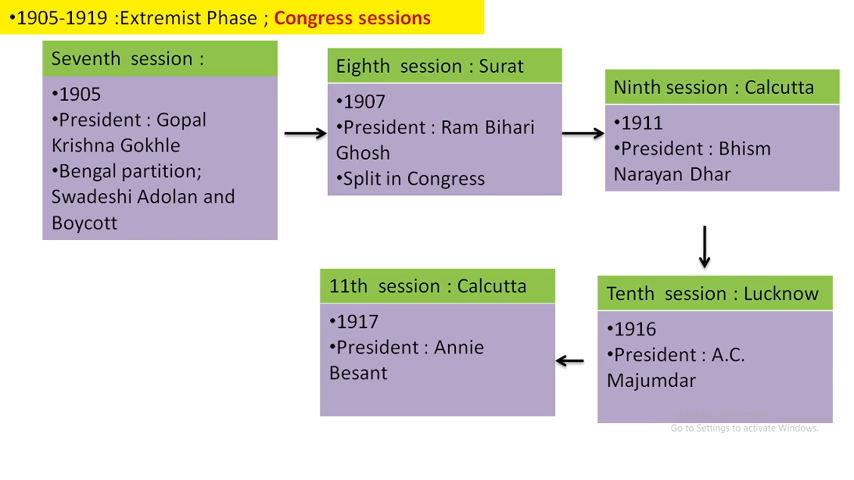 •1905-1919 :Extremist Phase ; Congress sessions
Seventh session :
•1905
•President : Gopal
Krishna Gokhle
•Bengal partition;
Swadeshi Adolan and
Boycott
Eighth session : Surat
•1907
•President : Ram Bihari
Ghosh
•Split in Congress
Ninth session : Calcutta
•1911
•President : Bhism
Narayan Dhar
Tenth session : Lucknow
•1916
•President : A.C.
Majumdar
11th session : Calcutta
•1917
•President : Annie
Besant
Go to Settings to activate Windows.